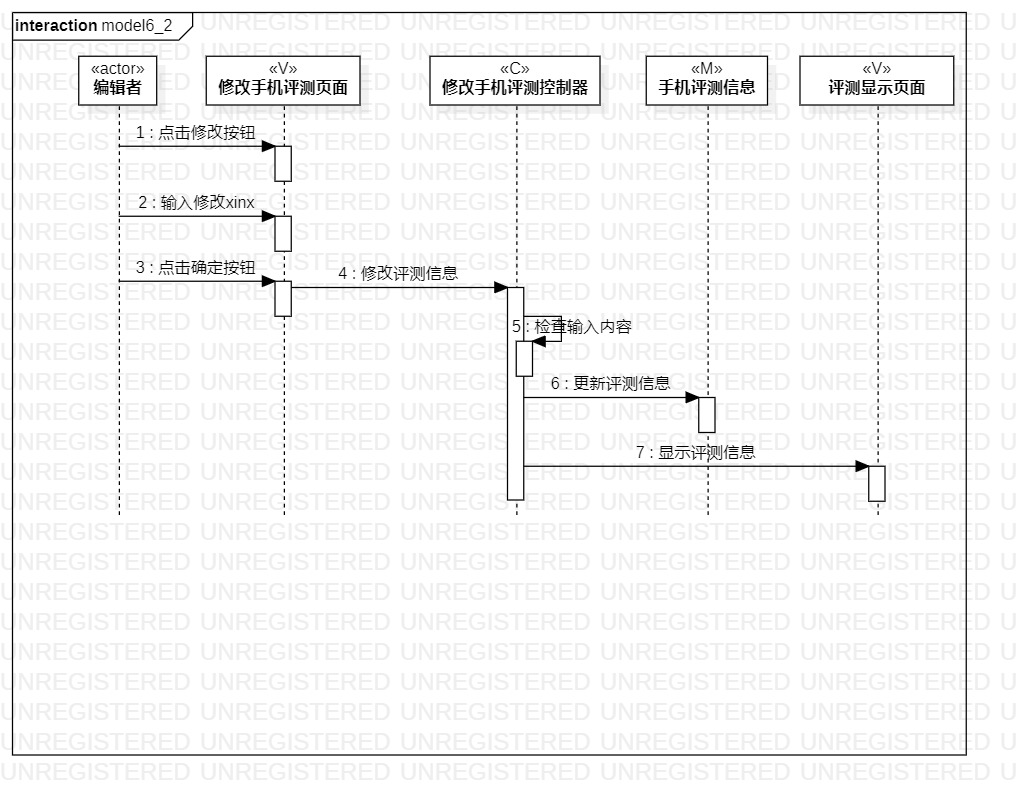 interaction model6_2
«actor»
编辑者
«V»
修改手机评测页面
«C»
修改手机评测控制器
«M»
手机评测信息
«V»
评测显示页面
1 : 点击修改按钮
2 : 输入修改xinx
3 : 点击确定按钮
4 : 修改评测信息
5 : 检查输入内容
6 : 更新评测信息
7 : 显示评测信息
UNREGISTERED